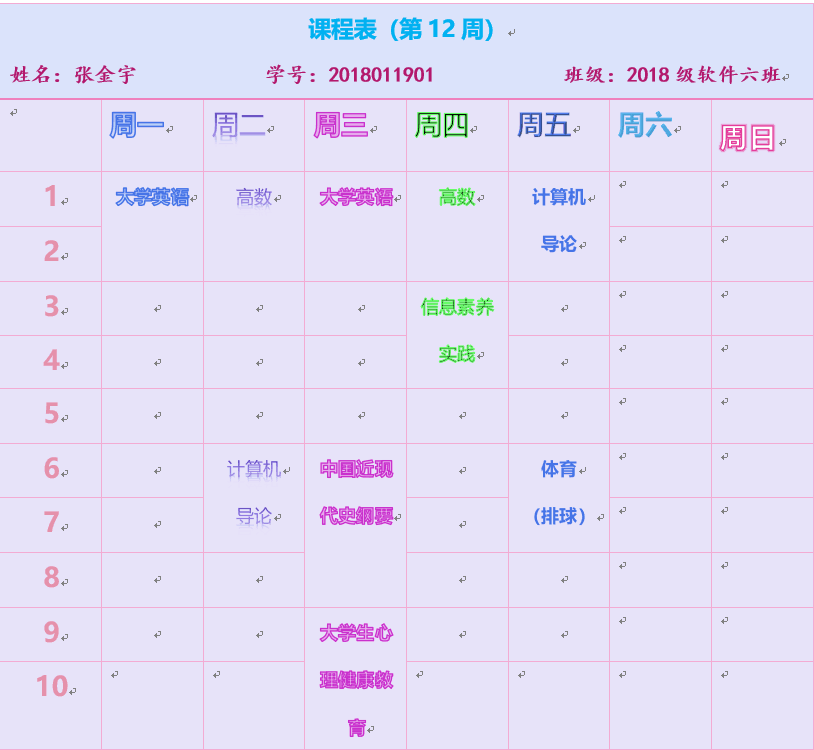 课程表（第 12 周）
姓名：张金宇 学号：2018011901 班级：2018 级软件六班
周一 周二 周三 周四 周五 周六 周日
1 大学英语 高数 大学英语 高数 计算机
2 导论
3 信息素养
4 实践
5
6 计算机 中国近现 体育
7 导论 代史纲要 （排球）
8
9 大学生心
10 理健康教
育